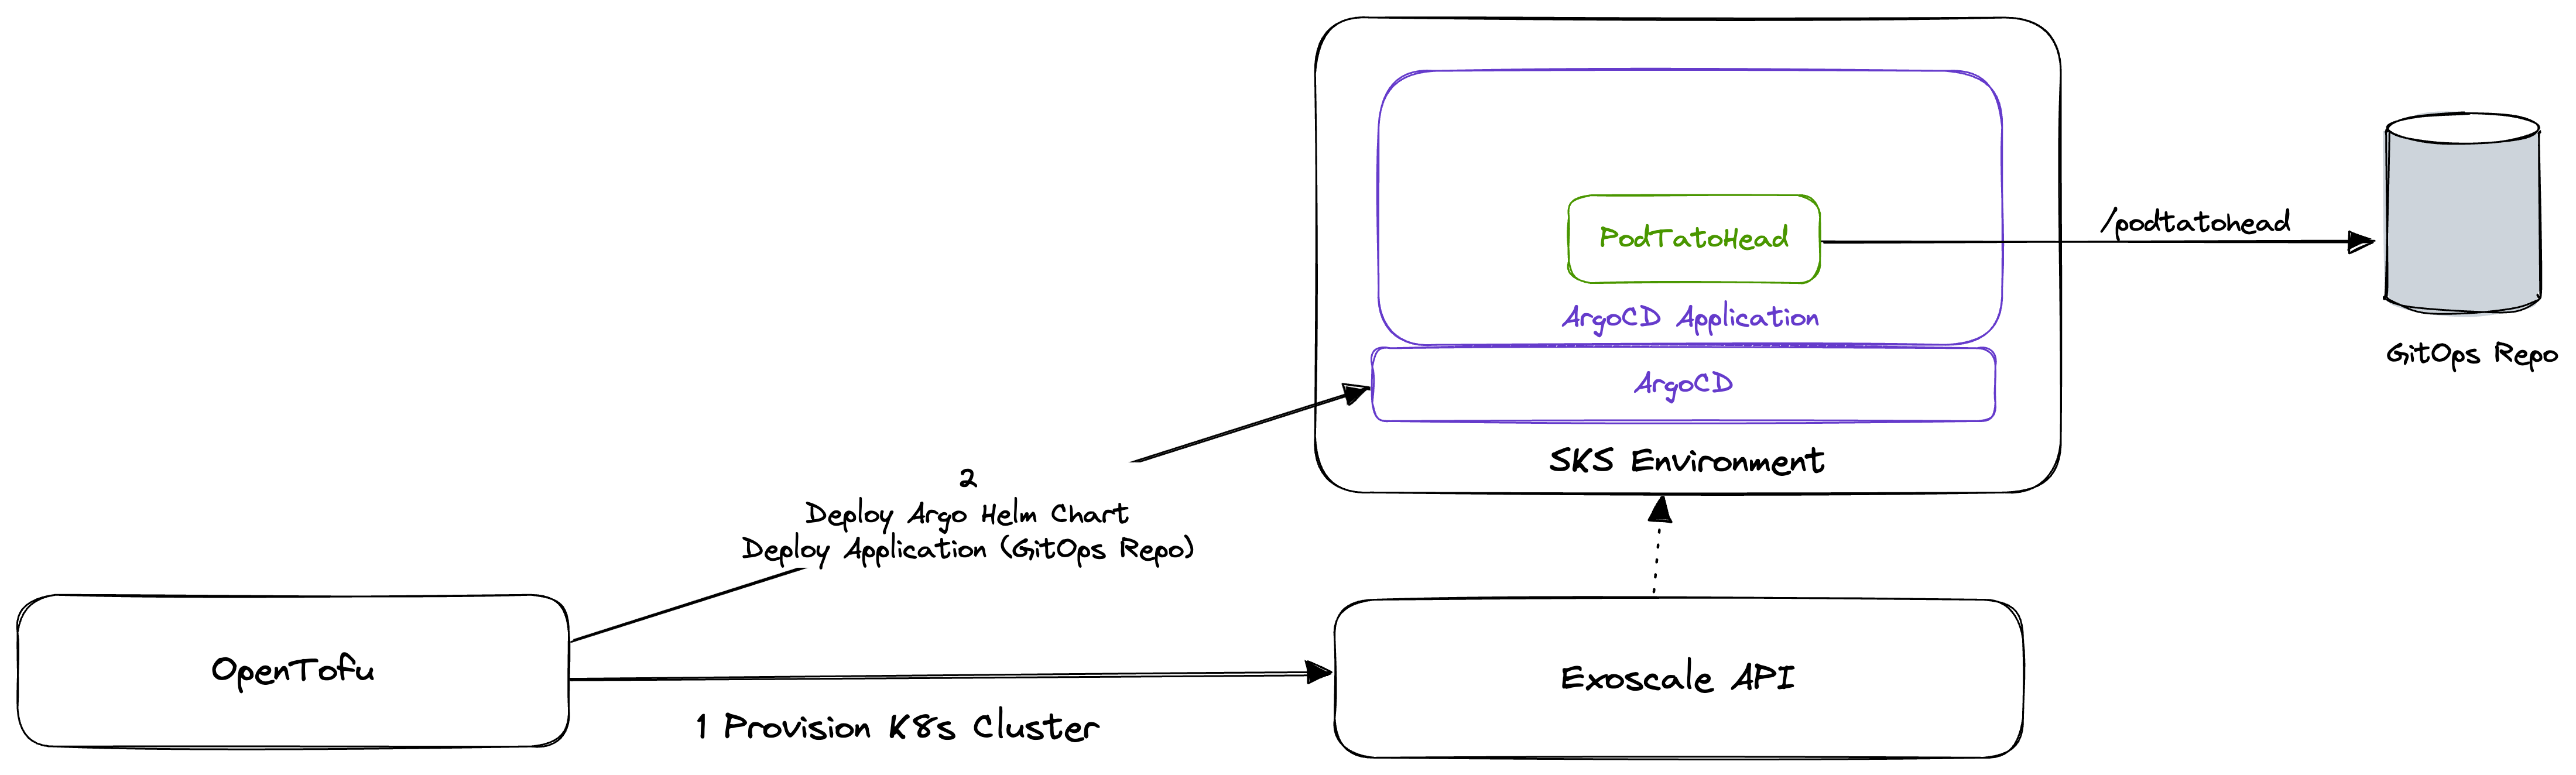 PodTatoHead
/podtatohead
ArgoCD Application
GitOps Repo
ArgoCD
SKS Environment
2
Deploy Argo Helm Chart
Deploy Application (GitOps Repo)
OpenTofu
Exoscale API
1 Provision K8s Cluster